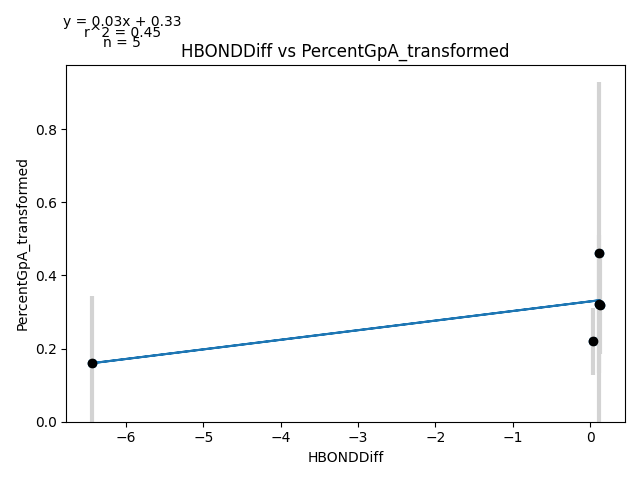 y = 0.03x + 0.33
r^2 = 0.45
n = 5
HBONDDiff vs PercentGpA_transformed
PercentGpA_transformed
0.8
0.6
0.4
0.2
0.0
−6 −5 −4 −3 −2 −1 0
HBONDDiff